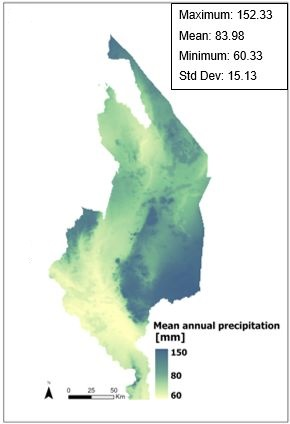 Maximum: 152.33
Mean: 83.98
Minimum: 60.33
Std Dev: 15.13
Mean annual precipitation
[mm]
150
80
60
N
0 25 50
Km